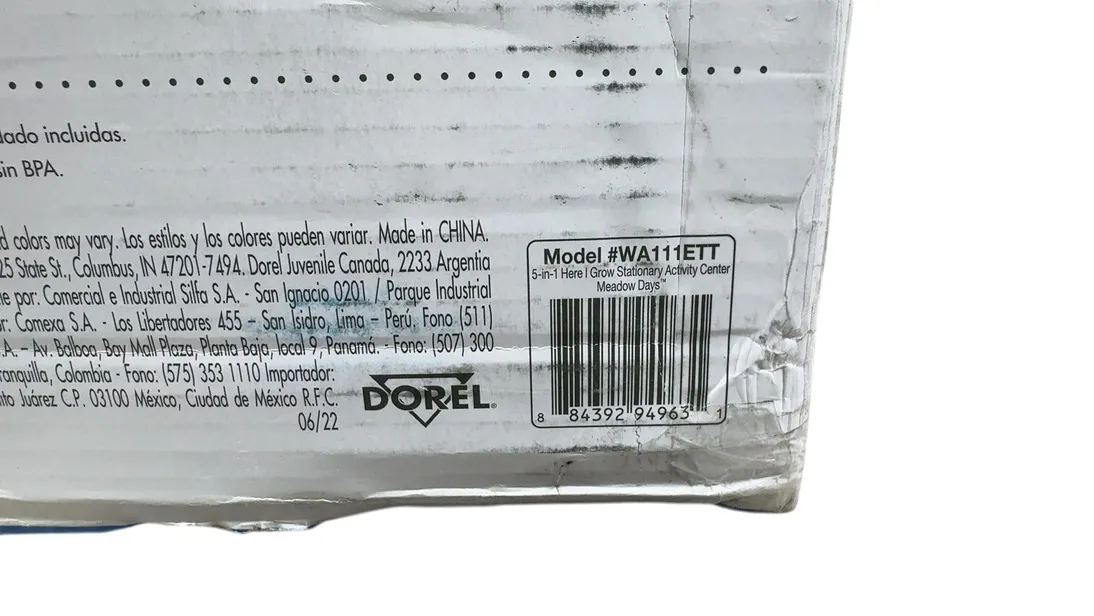 dado incluidas.
sin BPA.
d colors may vary. Los estilos y los colores pueden variar. Made in CHINA.
25 State St., Columbus, IN 47201-7494. Dorel Juvenile Canada, 2233 Argentia
e por: Comercial e Industrial Silfa S.A. - San Ignacio 0201 / Parque Industrial
r: Comexa S.A. - Los Libertadores 455 – San Isidro, Lima – Perú. Fono (511)
.A. – Av. Balboa, Bay Mall Plaza, Planta Baja, local 9, Panamá. - Fono: (507) 300
ranquilla, Colombia - Fono: (575) 353 1110 Importador:
nto Juárez C.P. 03100 México, Ciudad de México R.F.C.
06/22
DOREL®
Model #WA111ETT
5-in-1 Here I Grow Stationary Activity Center
Meadow Days™
8 84392 94963 1